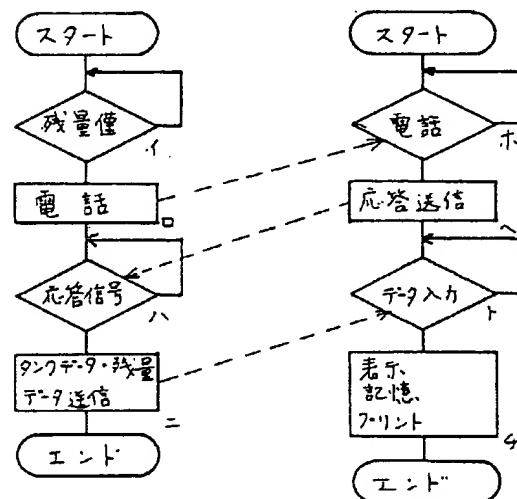 スタート
残量僅
イ
電話
ロ
応答信号
ハ
タンクデータ・残量
データ送信
ニ
エンド
スタート
電話
ホ
応答送信
ヘ
データ入力
ト
表示
記憶
プリント
チ
エンド